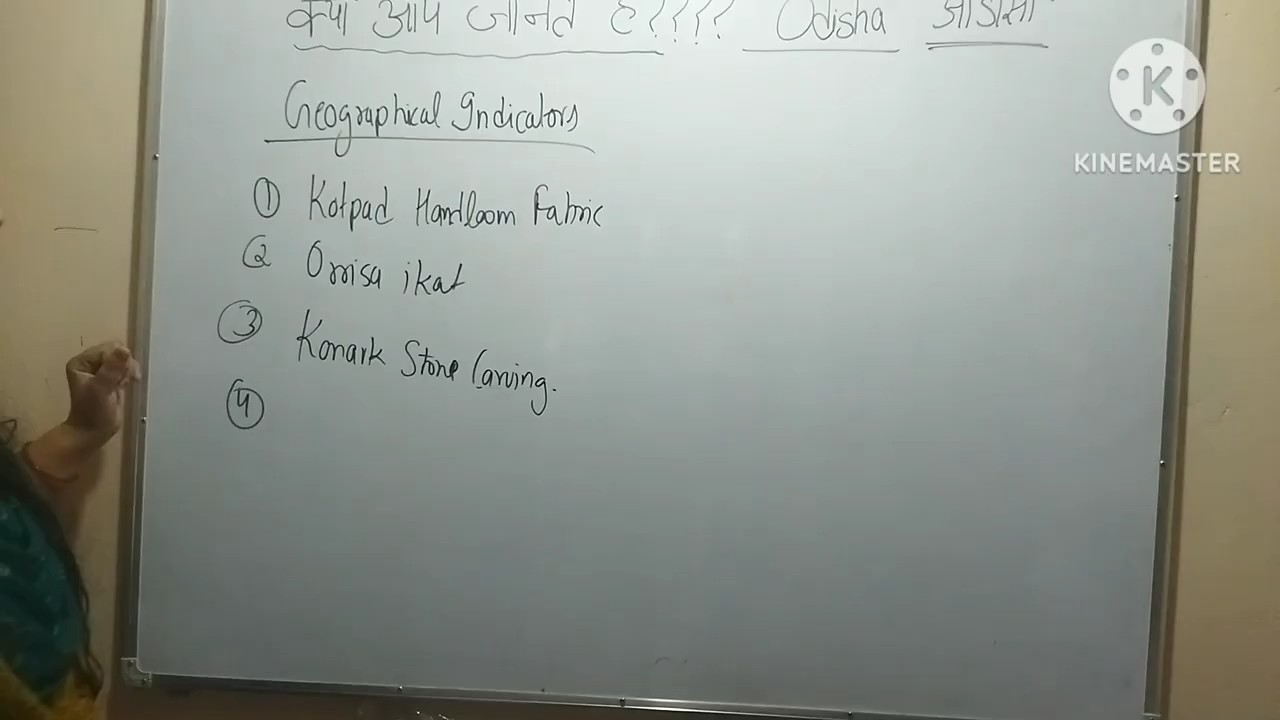 क्या आप जानते है???? Odisha ओडिसा
Geographical Indicators
① Kotpad Handloom Fabric
② Orrisa ikat
③ Konark Stone Carving.
④
K
KINEMASTER